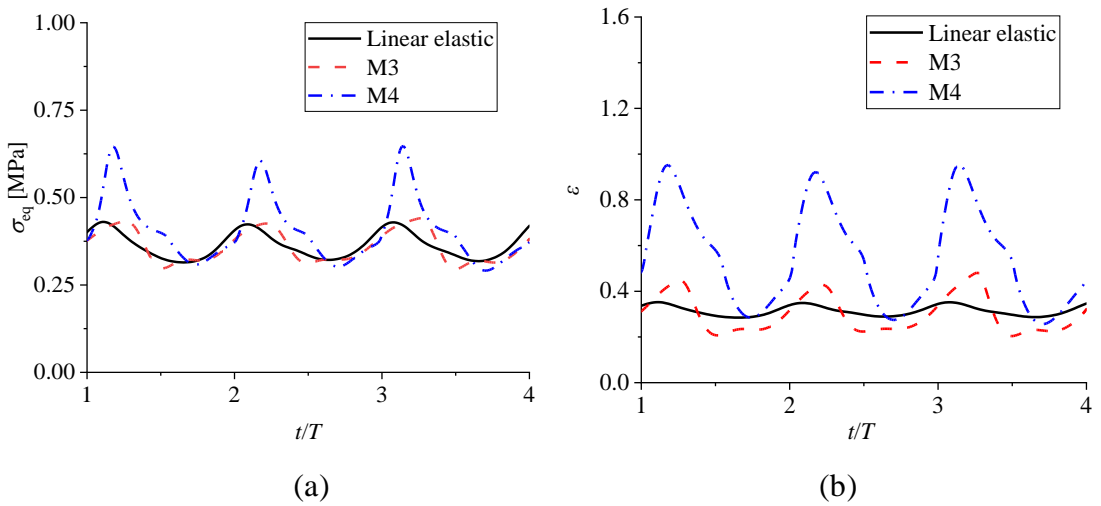 1.00
0.75
0.50
0.25
0.00
σeq [MPa]
Linear elastic
M3
M4
1 2 3 4
t/T
(a)
1.6
1.2
0.8
0.4
0.0
ε
Linear elastic
M3
M4
1 2 3 4
t/T
(b)